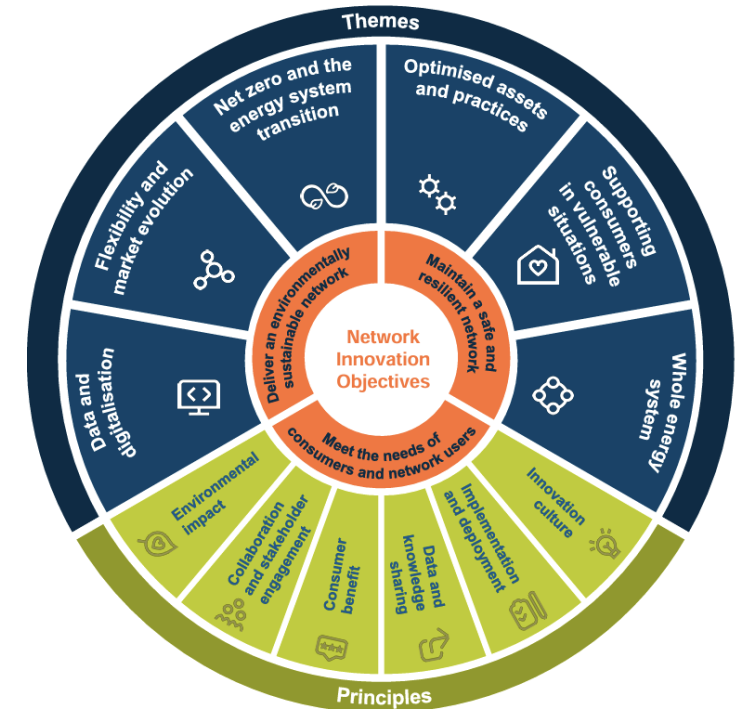 Themes
Data and
digitalisation
Flexibility and
market evolution
Net zero and the
energy system
transition
Optimised assets
and practices
Supporting
consumers
in vulnerable
situations
Whole energy
system
Deliver an environmentally
sustainable network
Maintain a safe and
resilient network
Network
Innovation
Objectives
Meet the needs of
consumers and network users
Environmental
impact
Collaboration
and stakeholder
engagement
Consumer
benefit
Data and
knowledge
sharing
Implementation
and deployment
Innovation
culture
Principles